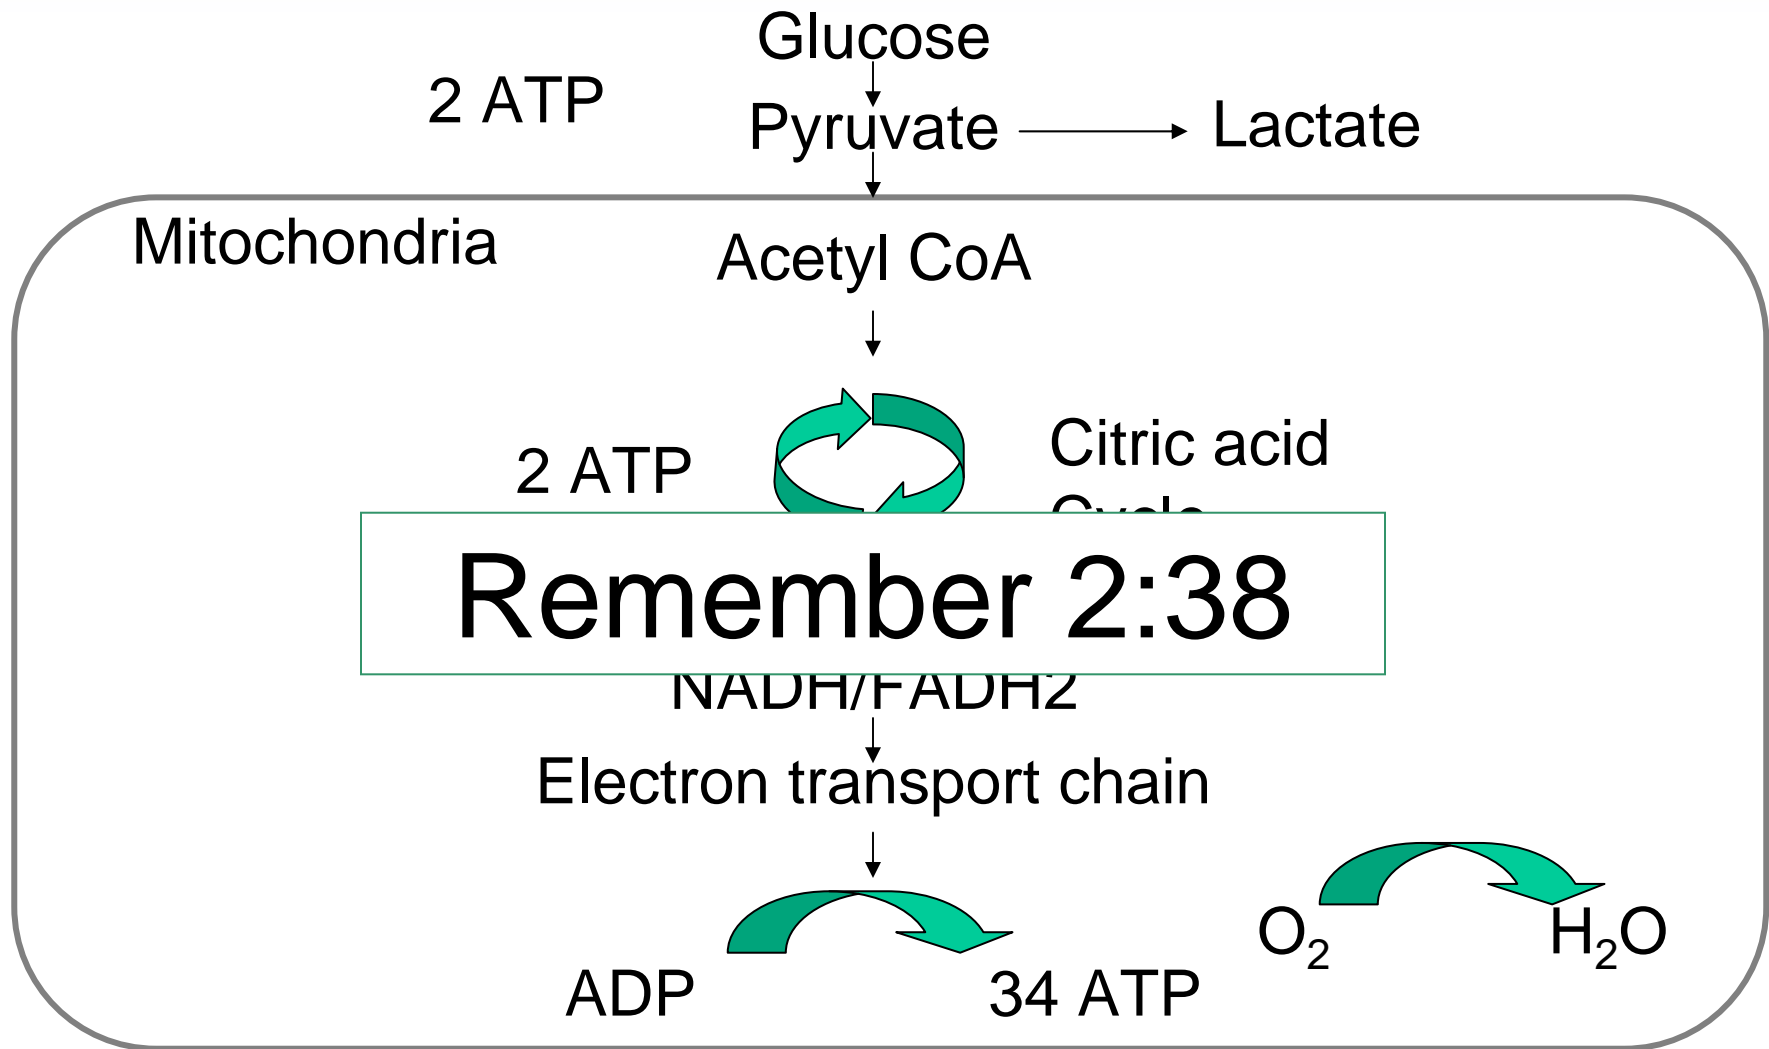 Glucose
2 ATP
Pyruvate
Lactate
Mitochondria
Acetyl CoA
Citric acid
2 ATP
Cycle
Remember 2:38
NADH/FADH2
Electron transport chain
O₂
H₂O
ADP
34 ATP